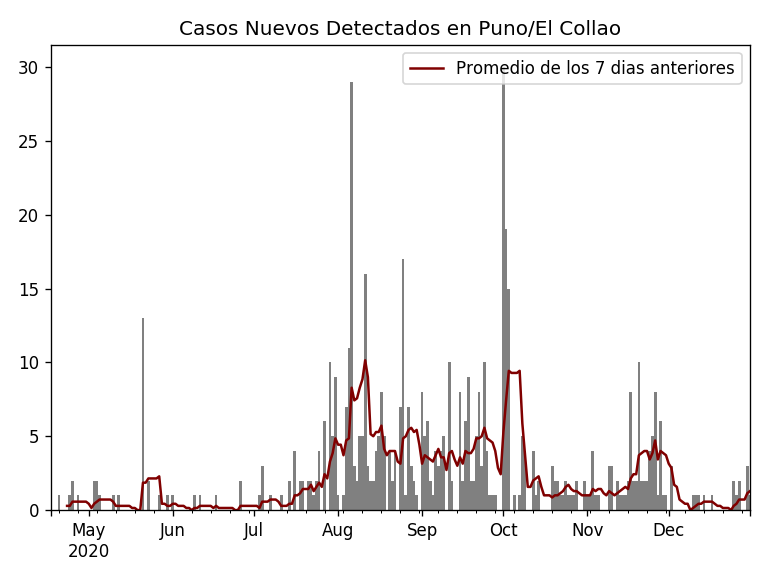 Casos Nuevos Detectados en Puno/El Collao
Promedio de los 7 dias anteriores
30
25
20
15
10
5
0
May Jun Jul Aug Sep Oct Nov Dec
2020